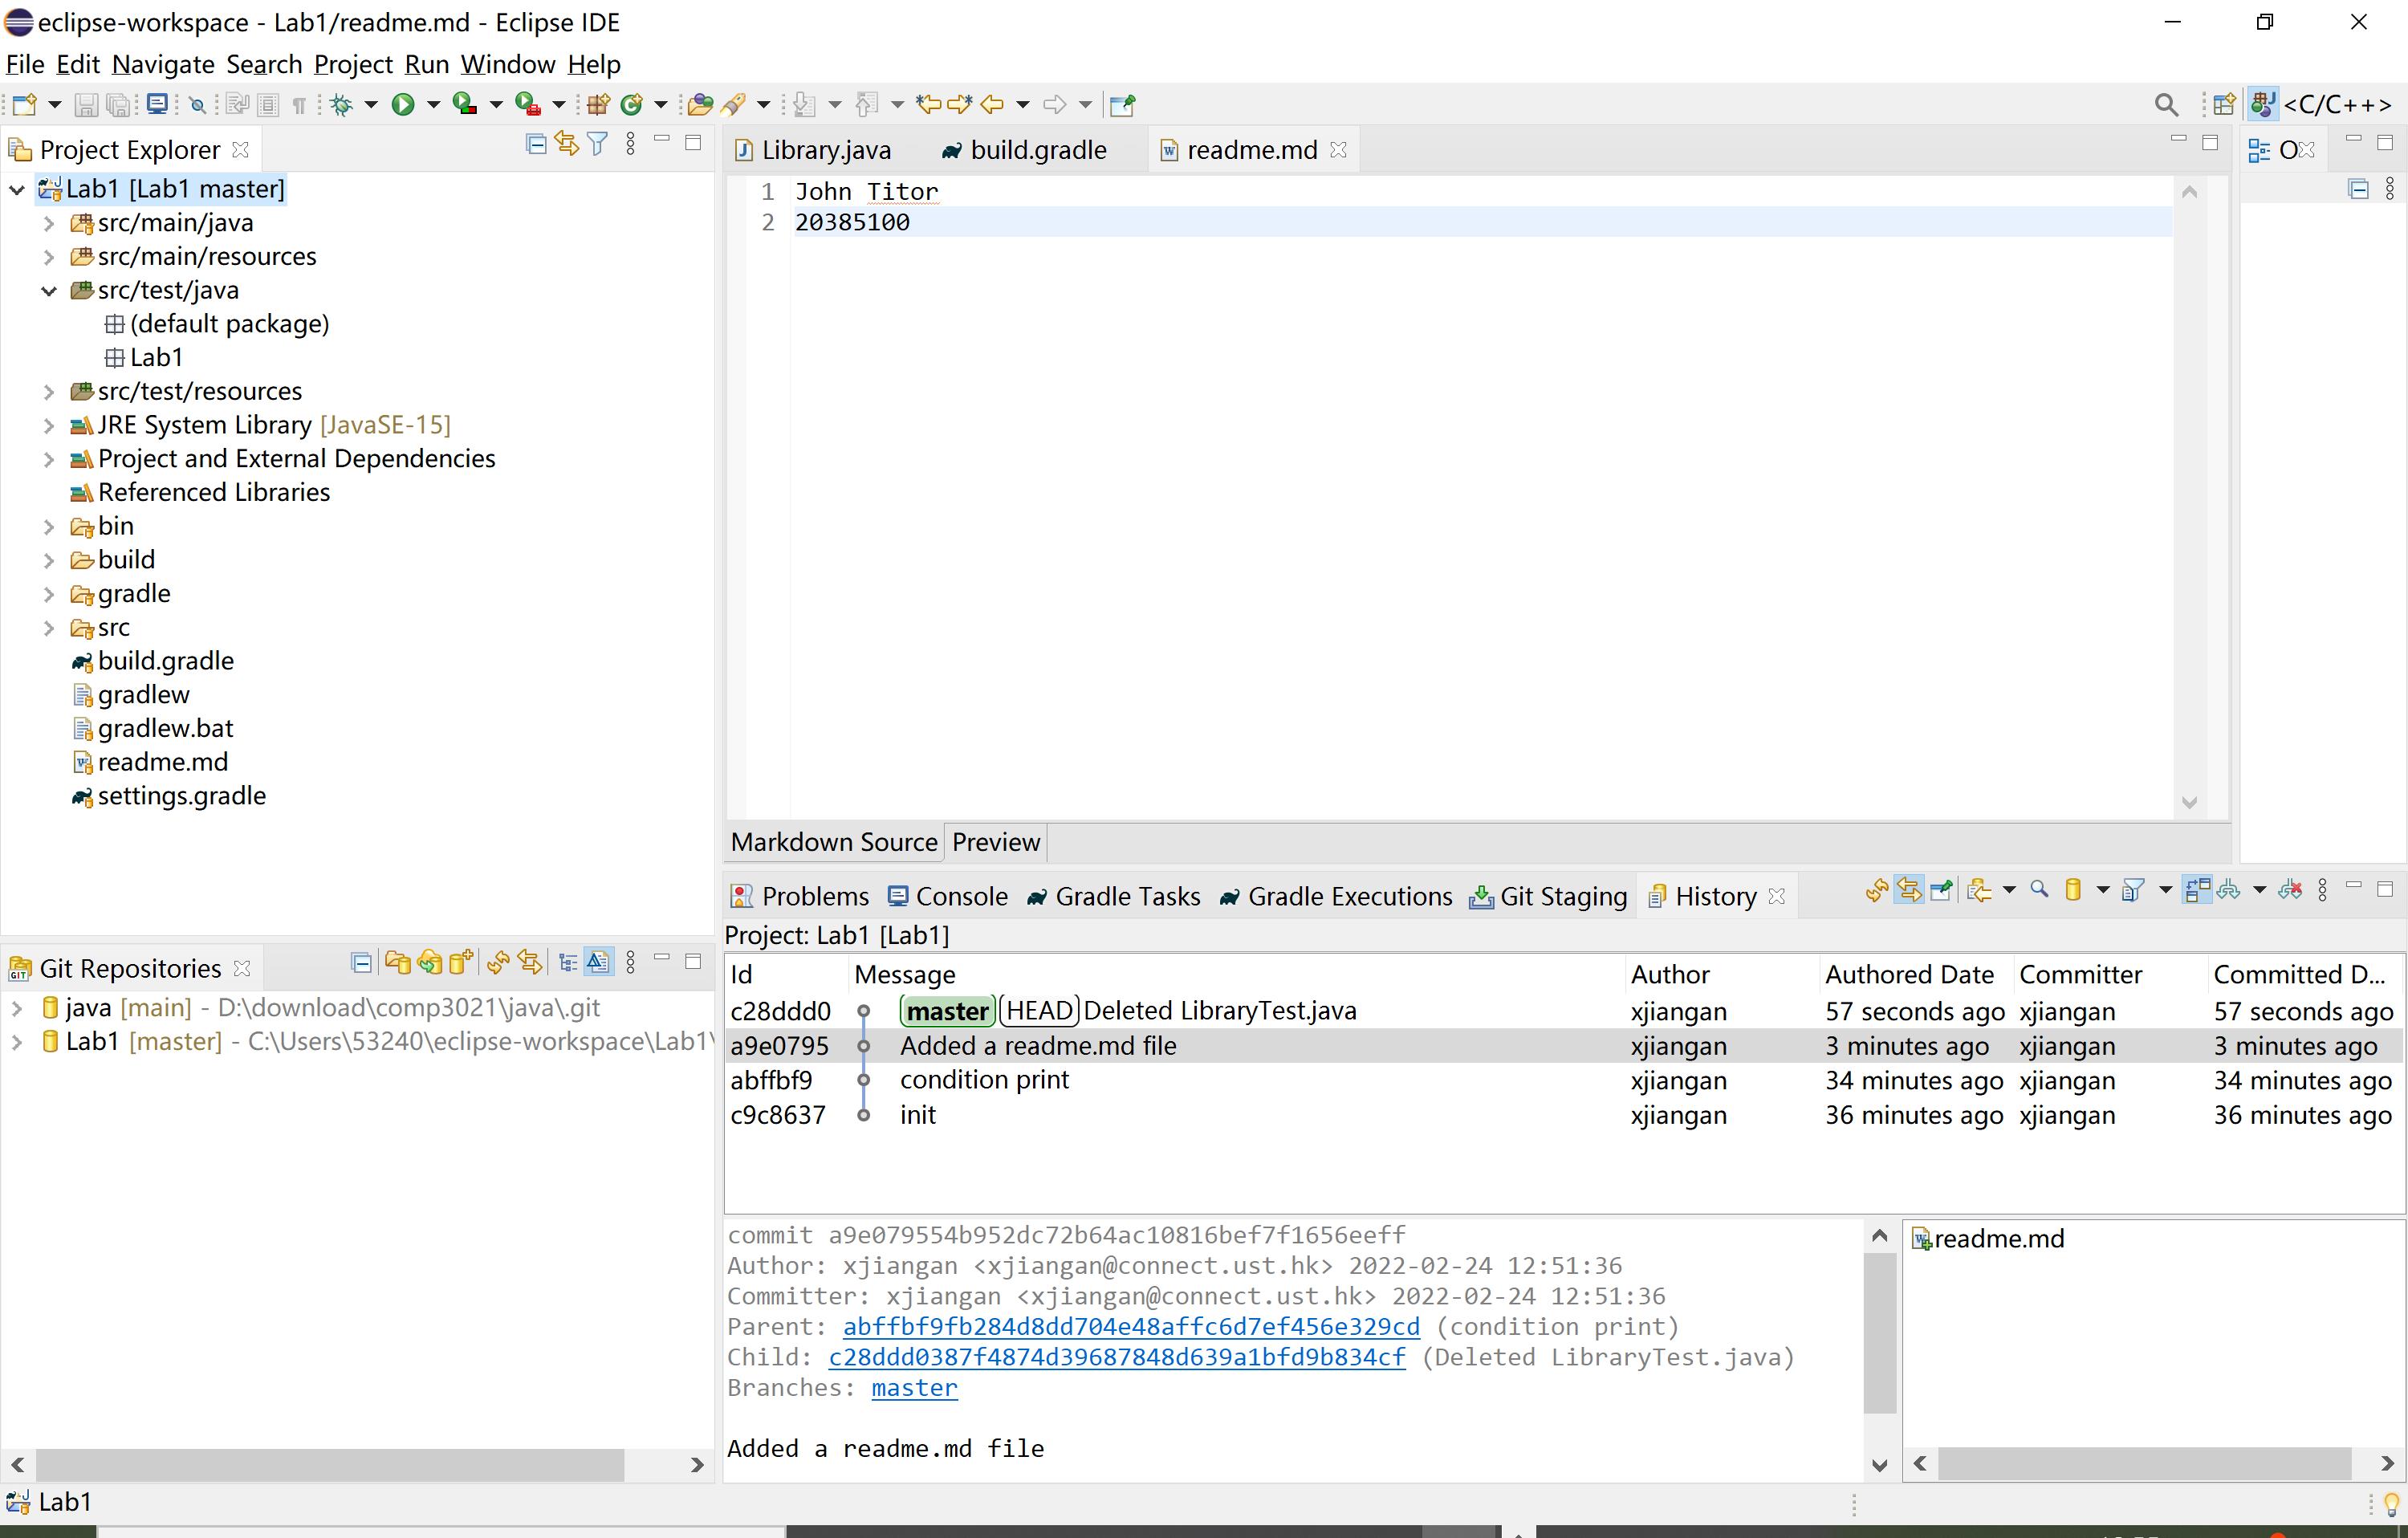 eclipse-workspace - Lab1/readme.md - Eclipse IDE
File Edit Navigate Search Project Run Window Help
<C/C++>
Project Explorer
Lab1 [Lab1 master]
src/main/java
src/main/resources
src/test/java
(default package)
Lab1
src/test/resources
JRE System Library [JavaSE-15]
Project and External Dependencies
Referenced Libraries
bin
build
gradle
src
build.gradle
gradlew
gradlew.bat
readme.md
settings.gradle
Library.java build.gradle readme.md
1 John Titor
2 20385100
Markdown Source Preview
O
Git Repositories
java [main] - D:\download\comp3021\java\.git
Lab1 [master] - C:\Users\53240\eclipse-workspace\Lab1\
Problems Console Gradle Tasks Gradle Executions Git Staging History
Project: Lab1 [Lab1]
Id Message Author Authored Date Committer Committed D...
c28ddd0 master HEAD Deleted LibraryTest.java xjiangan 57 seconds ago xjiangan 57 seconds ago
a9e0795 Added a readme.md file xjiangan 3 minutes ago xjiangan 3 minutes ago
abffbf9 condition print xjiangan 34 minutes ago xjiangan 34 minutes ago
c9c8637 init xjiangan 36 minutes ago xjiangan 36 minutes ago
commit a9e079554b952dc72b64ac10816bef7f1656eeff
Author: xjiangan <xjiangan@connect.ust.hk> 2022-02-24 12:51:36
Committer: xjiangan <xjiangan@connect.ust.hk> 2022-02-24 12:51:36
Parent: abffbf9fb284d8dd704e48affc6d7ef456e329cd (condition print)
Child: c28ddd0387f4874d39687848d639a1bfd9b834cf (Deleted LibraryTest.java)
Branches: master
Added a readme.md file
readme.md
Lab1